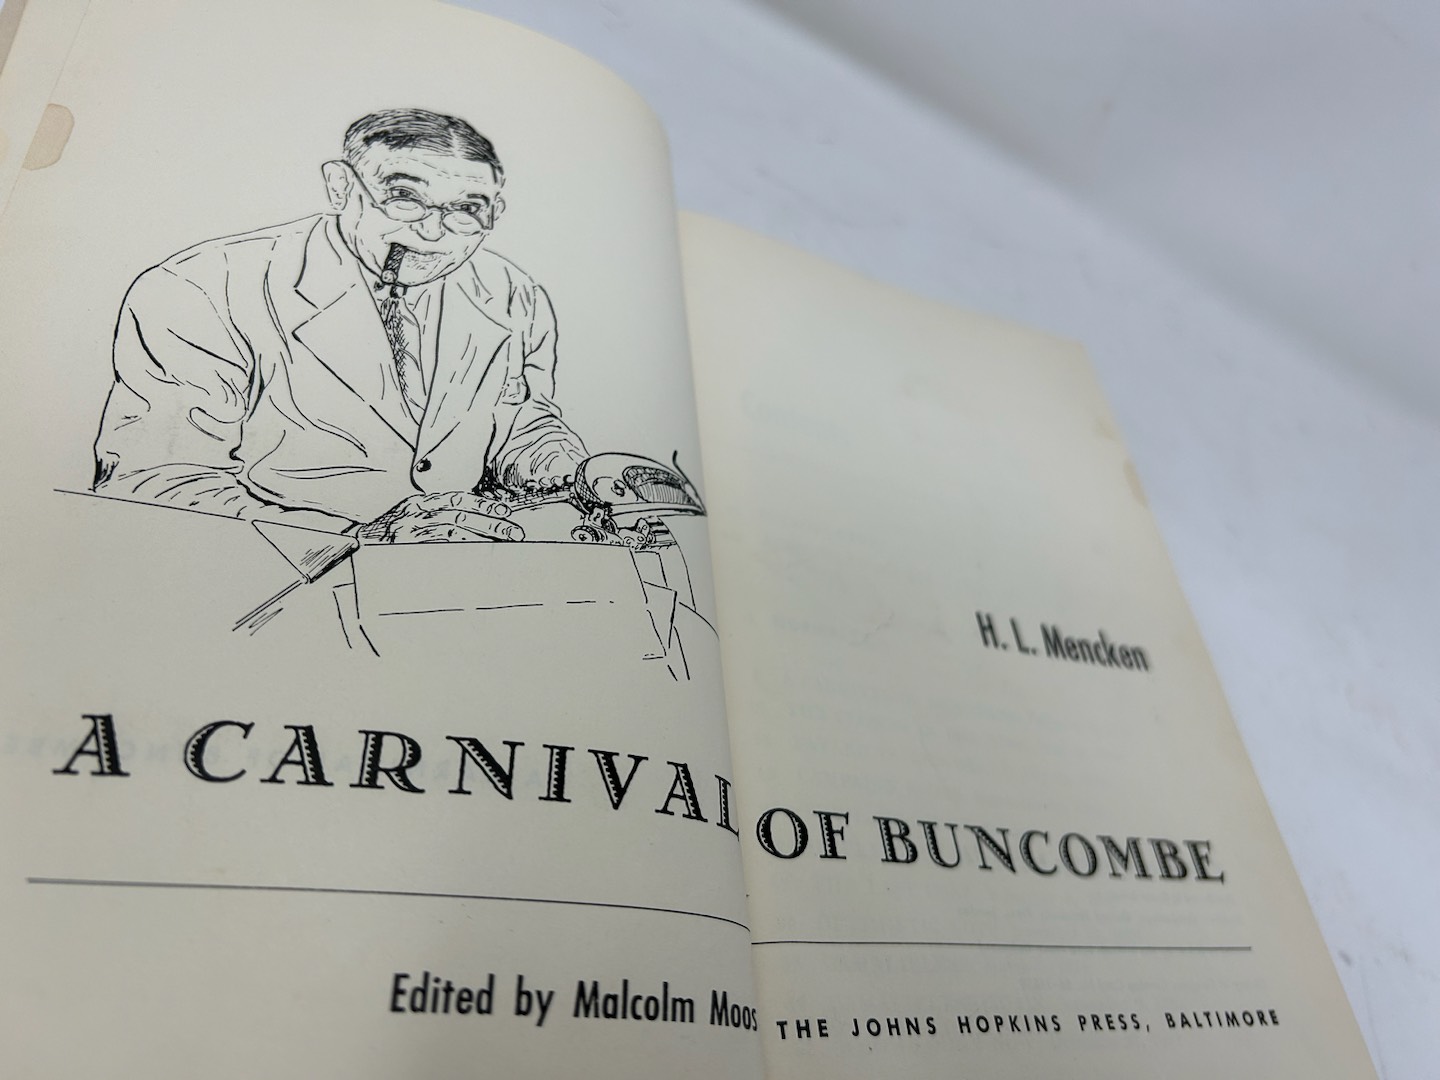 H. L. Mencken
A CARNIVAL OF BUNCOMBE
Edited by Malcolm Moos THE JOHNS HOPKINS PRESS, BALTIMORE